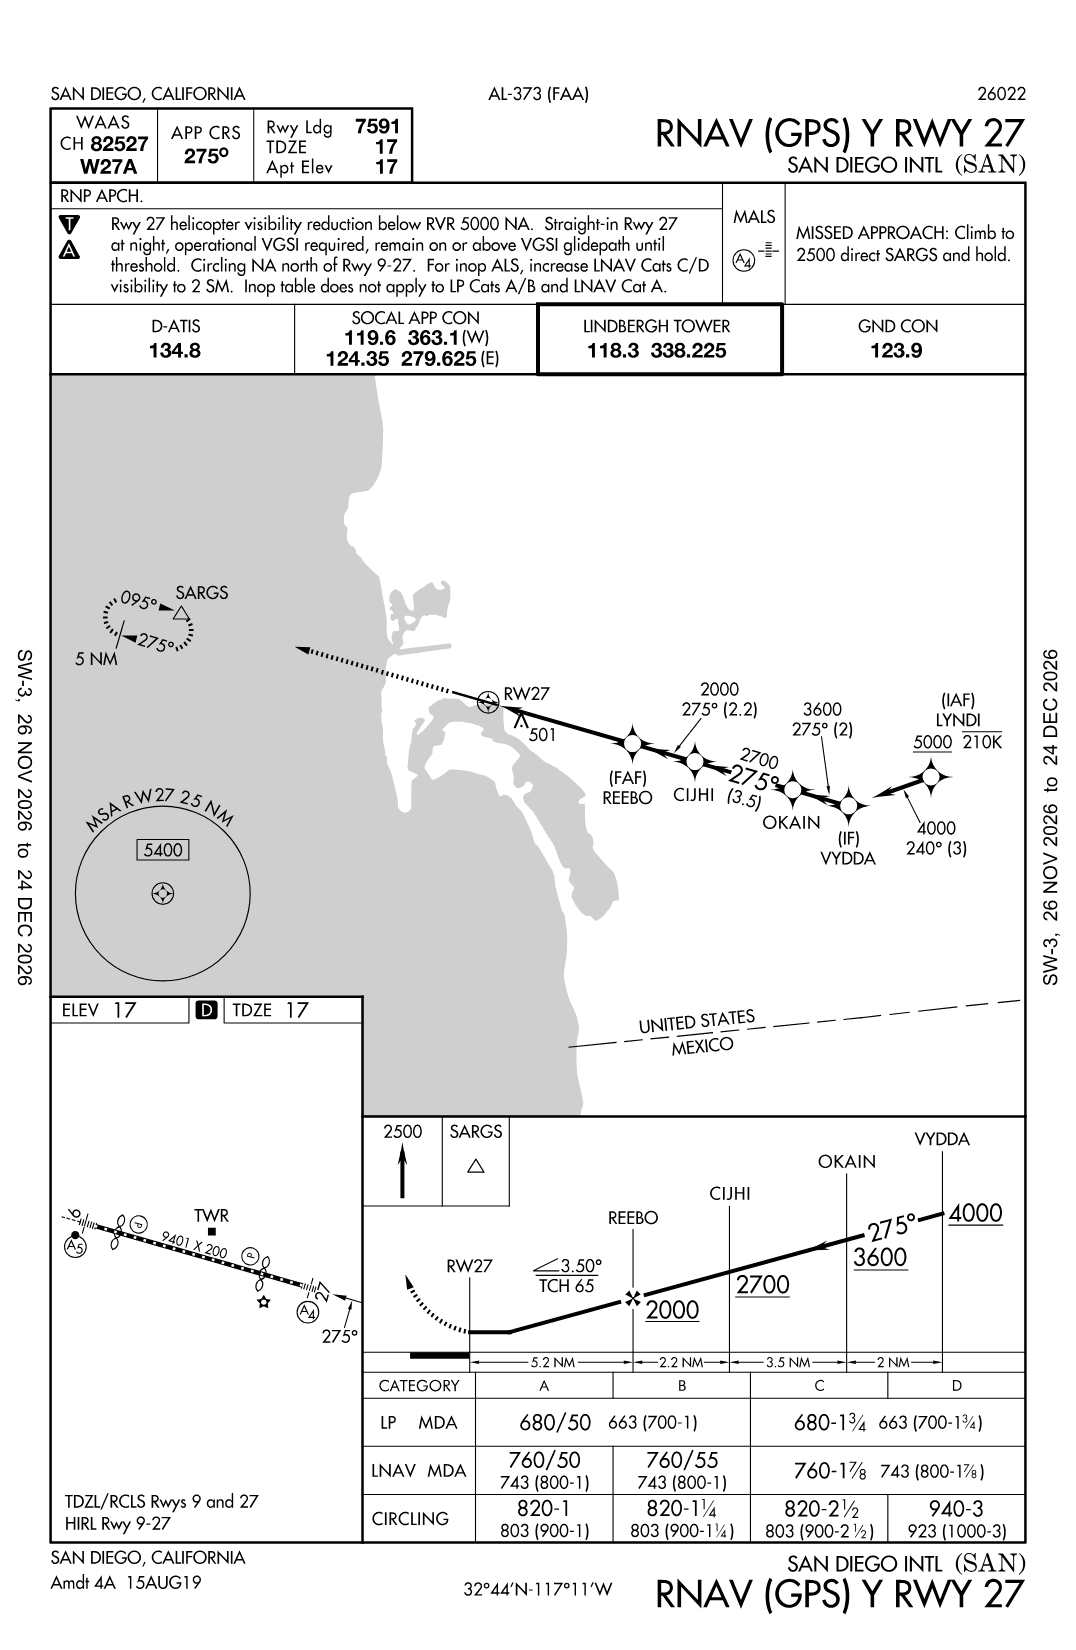 SAN DIEGO, CALIFORNIA
AL-373 (FAA)
26022
WAAS
CH 82527
W27A
APP CRS
275°
Rwy Ldg 7591
TDZE 17
Apt Elev 17
RNAV (GPS) Y RWY 27
SAN DIEGO INTL (SAN)
RNP APCH.
T
A
Rwy 27 helicopter visibility reduction below RVR 5000 NA. Straight-in Rwy 27
at night, operational VGSI required, remain on or above VGSI glidepath until
threshold. Circling NA north of Rwy 9-27. For inop ALS, increase LNAV Cats C/D
visibility to 2 SM. Inop table does not apply to LP Cats A/B and LNAV Cat A.
MALS
A4
MISSED APPROACH: Climb to
2500 direct SARGS and hold.
D-ATIS
134.8
SOCAL APP CON
119.6 363.1 (W)
124.35 279.625 (E)
LINDBERGH TOWER
118.3 338.225
GND CON
123.9
SARGS
095°
275°
5 NM
RW27
501
2000
275° (2.2)
3600
275° (2)
(IAF)
LYNDI
5000 210K
(FAF)
REEBO
CIJHI
2700
275°
(3.5)
OKAIN
(IF)
VYDDA
4000
240° (3)
MSA RW27 25 NM
5400
UNITED STATES
MEXICO
SW-3, 26 NOV 2026 to 24 DEC 2026
SW-3, 26 NOV 2026 to 24 DEC 2026
ELEV 17
D
TDZE 17
9
A5
P
TWR
9401 X 200
P
27
A4
275°
TDZL/RCLS Rwys 9 and 27
HIRL Rwy 9-27
2500
SARGS
VYDDA
OKAIN
CIJHI
REEBO
RW27
3.50°
TCH 65
275°
4000
3600
2700
2000
5.2 NM
2.2 NM
3.5 NM
2 NM
CATEGORY A B C D
LP MDA 680/50 663 (700-1) 680-1¾ 663 (700-1¾)
LNAV MDA 760/50 743 (800-1) 760/55 743 (800-1) 760-1⅞ 743 (800-1⅞)
CIRCLING 820-1 803 (900-1) 820-1¼ 803 (900-1¼) 820-2½ 803 (900-2½) 940-3 923 (1000-3)
SAN DIEGO, CALIFORNIA
Amdt 4A 15AUG19
32°44'N-117°11'W
SAN DIEGO INTL (SAN)
RNAV (GPS) Y RWY 27